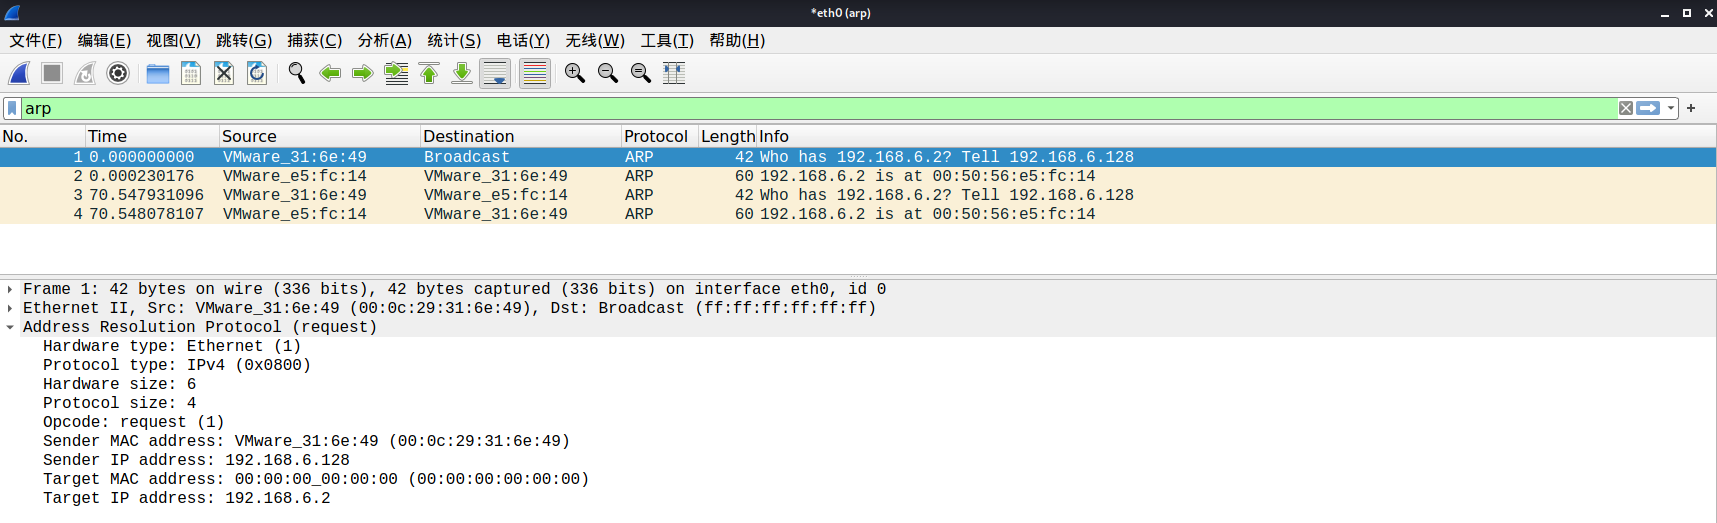 *eth0 (arp)
文件(F) 编辑(E) 视图(V) 跳转(G) 捕获(C) 分析(A) 统计(S) 电话(Y) 无线(W) 工具(T) 帮助(H)
arp
No. Time Source Destination Protocol Length Info
1 0.000000000 VMware_31:6e:49 Broadcast ARP 42 Who has 192.168.6.2? Tell 192.168.6.128
2 0.000230176 VMware_e5:fc:14 VMware_31:6e:49 ARP 60 192.168.6.2 is at 00:50:56:e5:fc:14
3 70.547931096 VMware_31:6e:49 VMware_e5:fc:14 ARP 42 Who has 192.168.6.2? Tell 192.168.6.128
4 70.548078107 VMware_e5:fc:14 VMware_31:6e:49 ARP 60 192.168.6.2 is at 00:50:56:e5:fc:14
Frame 1: 42 bytes on wire (336 bits), 42 bytes captured (336 bits) on interface eth0, id 0
Ethernet II, Src: VMware_31:6e:49 (00:0c:29:31:6e:49), Dst: Broadcast (ff:ff:ff:ff:ff:ff)
Address Resolution Protocol (request)
Hardware type: Ethernet (1)
Protocol type: IPv4 (0x0800)
Hardware size: 6
Protocol size: 4
Opcode: request (1)
Sender MAC address: VMware_31:6e:49 (00:0c:29:31:6e:49)
Sender IP address: 192.168.6.128
Target MAC address: 00:00:00_00:00:00 (00:00:00:00:00:00)
Target IP address: 192.168.6.2